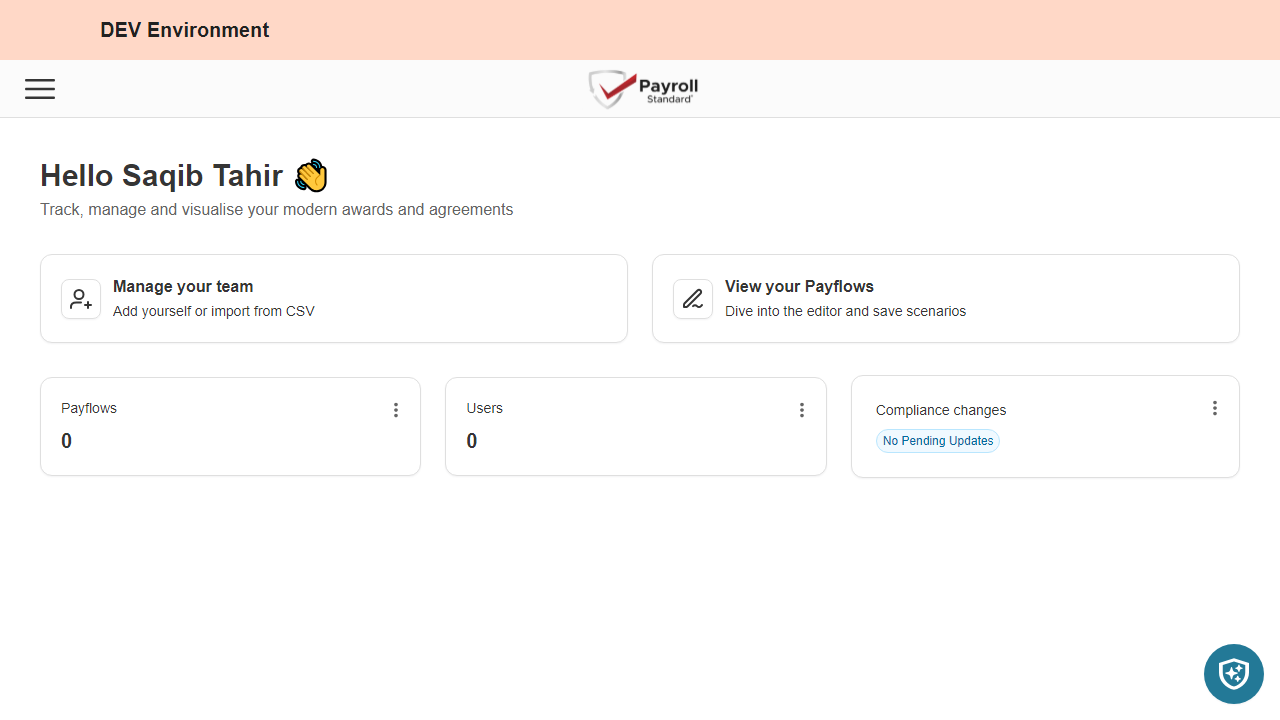 DEV Environment
Payroll
Standard
Hello Saqib Tahir 👋
Track, manage and visualise your modern awards and agreements
Manage your team
Add yourself or import from CSV
View your Payflows
Dive into the editor and save scenarios
Payflows
0
Users
0
Compliance changes
No Pending Updates